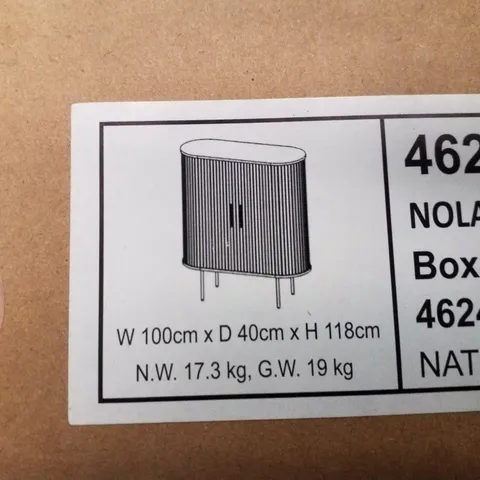 W 100cm x D 40cm x H 118cm
N.W. 17.3 kg, G.W. 19 kg
462
NOLA
Box
4624
NAT